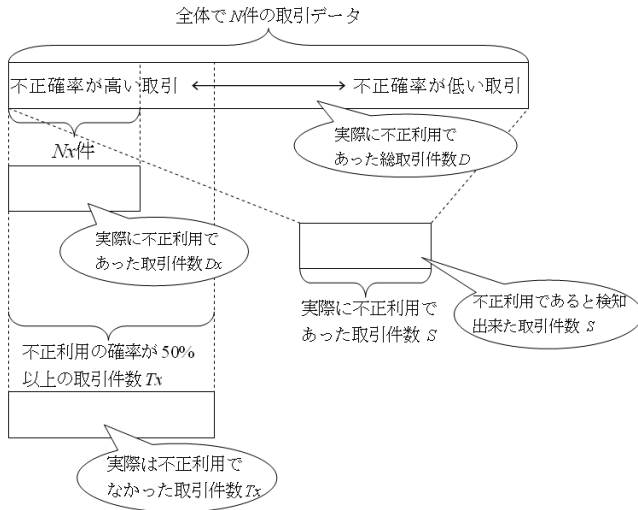 全体でN件の取引データ
不正確率が高い取引
不正確率が低い取引
実際に不正利用で
あった総取引件数D
Nx件
実際に不正利用で
あった取引件数Dx
実際に不正利用で
あった取引件数 S
不正利用であると検知
出来た取引件数 S
不正利用の確率が50%
以上の取引件数Tx
実際は不正利用で
なかった取引件数Tx